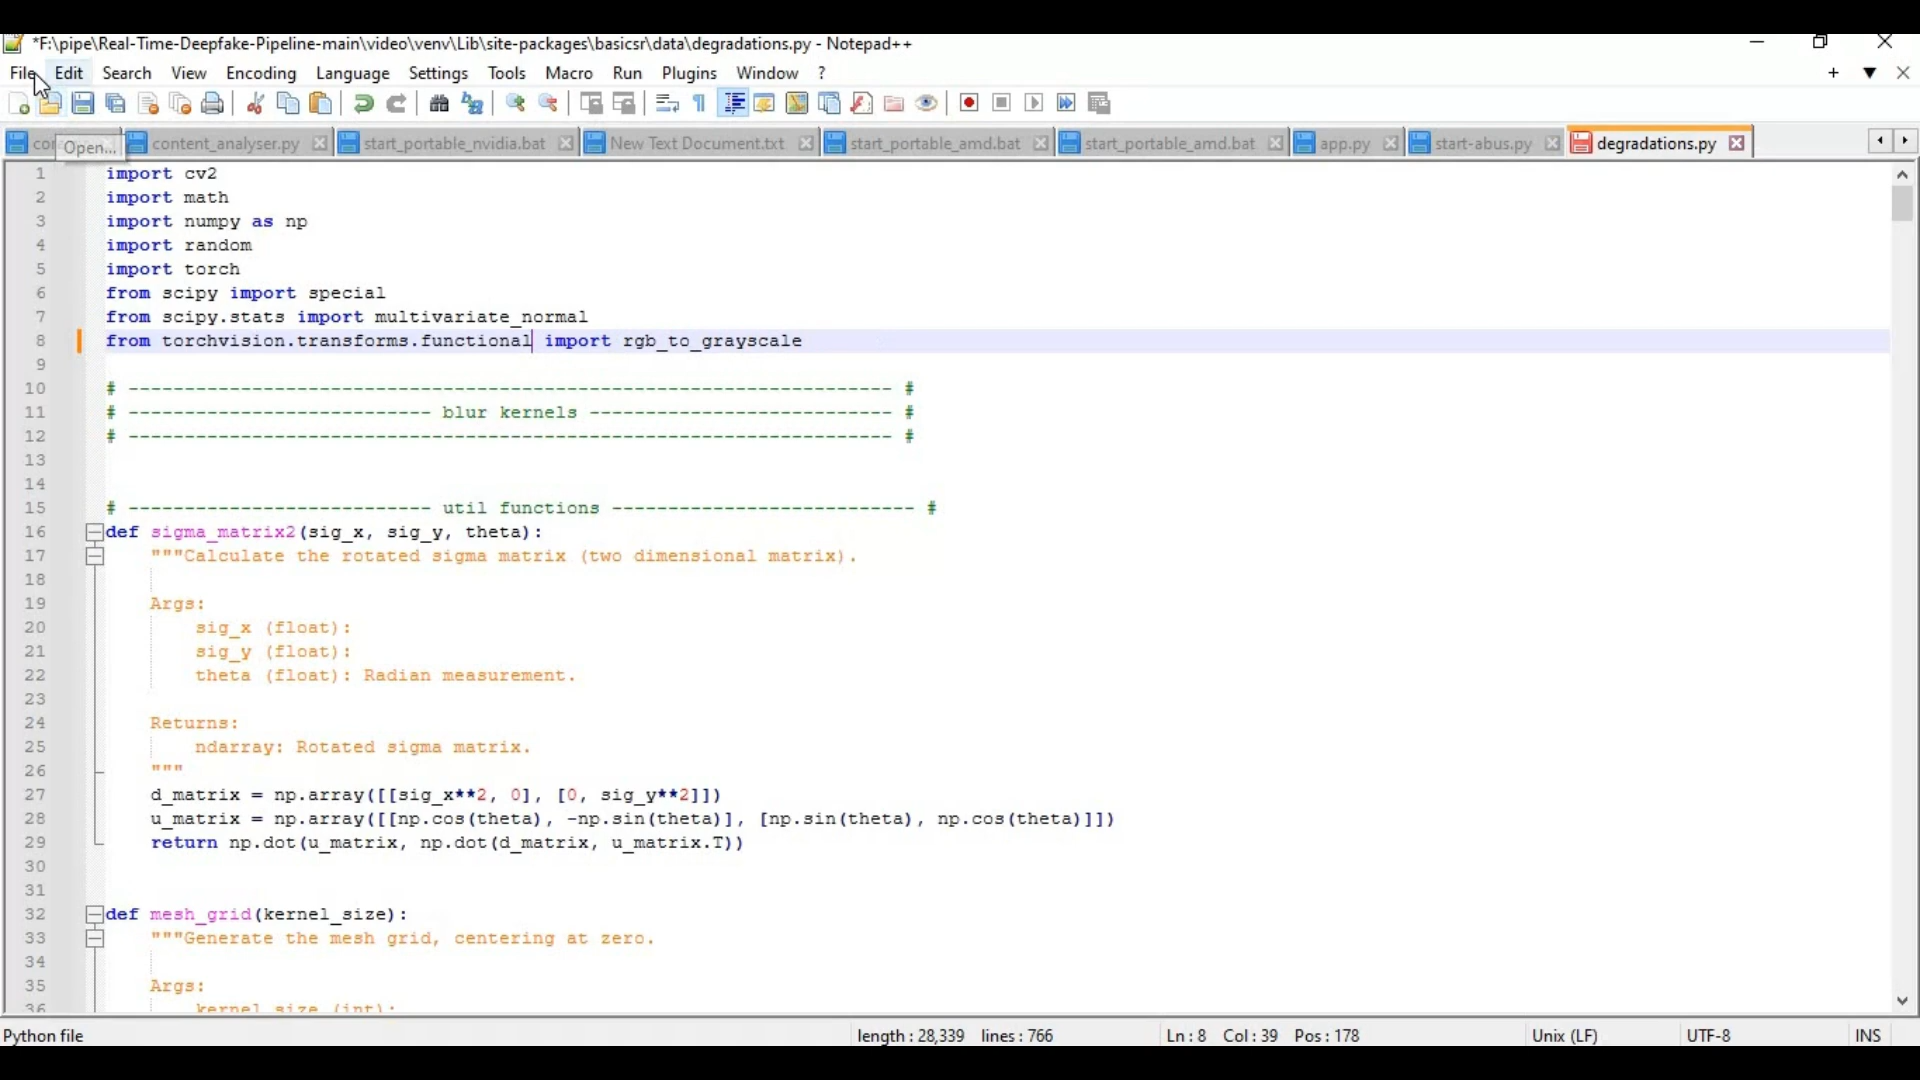 *F:\pipe\Real-Time-Deepfake-Pipeline-main\video\venv\Lib\site-packages\basicsr\data\degradations.py - Notepad++
File Edit Search View Encoding Language Settings Tools Macro Run Plugins Window ?
Open... content_analyser.py start_portable_nvidia.bat New Text Document.txt start_portable_amd.bat start_portable_amd.bat app.py start-abus.py degradations.py
1 import cv2
2 import math
3 import numpy as np
4 import random
5 import torch
6 from scipy import special
7 from scipy.stats import multivariate_normal
8 from torchvision.transforms.functional import rgb_to_grayscale
9
10 # -------------------------------------------------------------------- #
11 # --------------------------- blur kernels --------------------------- #
12 # -------------------------------------------------------------------- #
13
14
15 # --------------------------- util functions --------------------------- #
16 def sigma_matrix2(sig_x, sig_y, theta):
17 """Calculate the rotated sigma matrix (two dimensional matrix).
18
19 Args:
20 sig_x (float):
21 sig_y (float):
22 theta (float): Radian measurement.
23
24 Returns:
25 ndarray: Rotated sigma matrix.
26 """
27 d_matrix = np.array([[sig_x**2, 0], [0, sig_y**2]])
28 u_matrix = np.array([[np.cos(theta), -np.sin(theta)], [np.sin(theta), np.cos(theta)]])
29 return np.dot(u_matrix, np.dot(d_matrix, u_matrix.T))
30
31
32 def mesh_grid(kernel_size):
33 """Generate the mesh grid, centering at zero.
34
35 Args:
36 kernel_size (int):
Python file length : 28,339 lines : 766 Ln : 8 Col : 39 Pos : 178 Unix (LF) UTF-8 INS